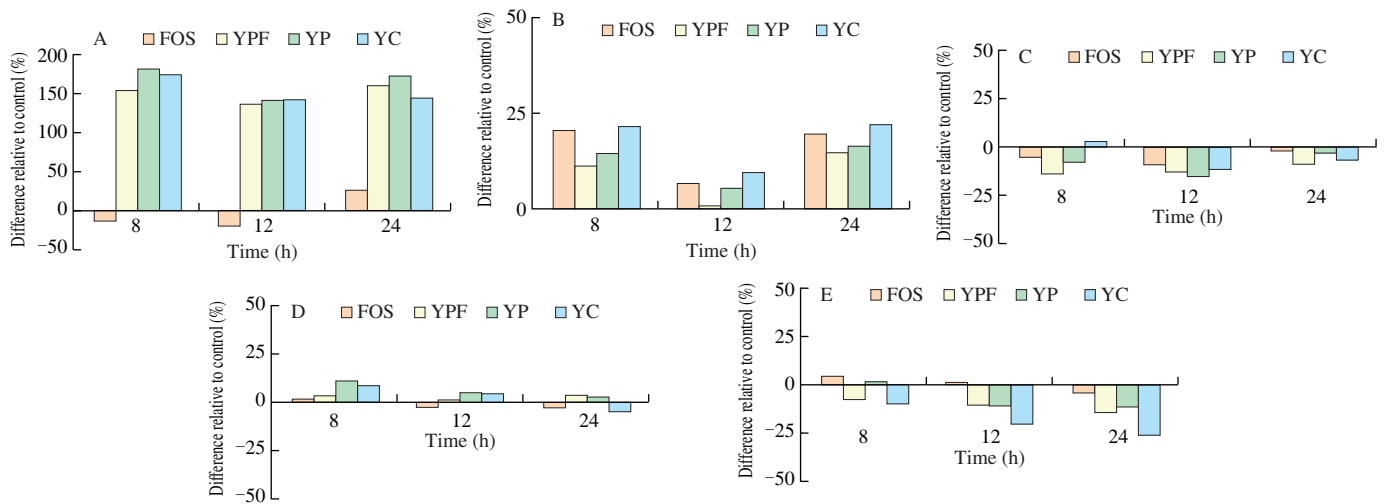 A FOS YPF YP YC
Difference relative to control (%)
200
150
100
50
0
−50
8 12 24
Time (h)
B FOS YPF YP YC
Difference relative to control (%)
50
25
0
8 12 24
Time (h)
C FOS YPF YP YC
Difference relative to control (%)
50
25
0
−25
−50
8 12 24
Time (h)
D FOS YPF YP YC
Difference relative to control (%)
50
25
0
−25
−50
8 12 24
Time (h)
E FOS YPF YP YC
Difference relative to control (%)
50
25
0
−25
−50
8 12 24
Time (h)